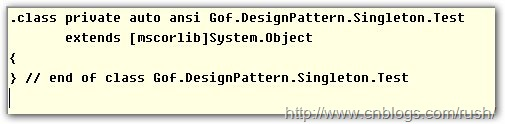 .class private auto ansi Gof.DesignPattern.Singleton.Test
extends [mscorlib]System.Object
{
} // end of class Gof.DesignPattern.Singleton.Test
http://www.cnblogs.com/rush/